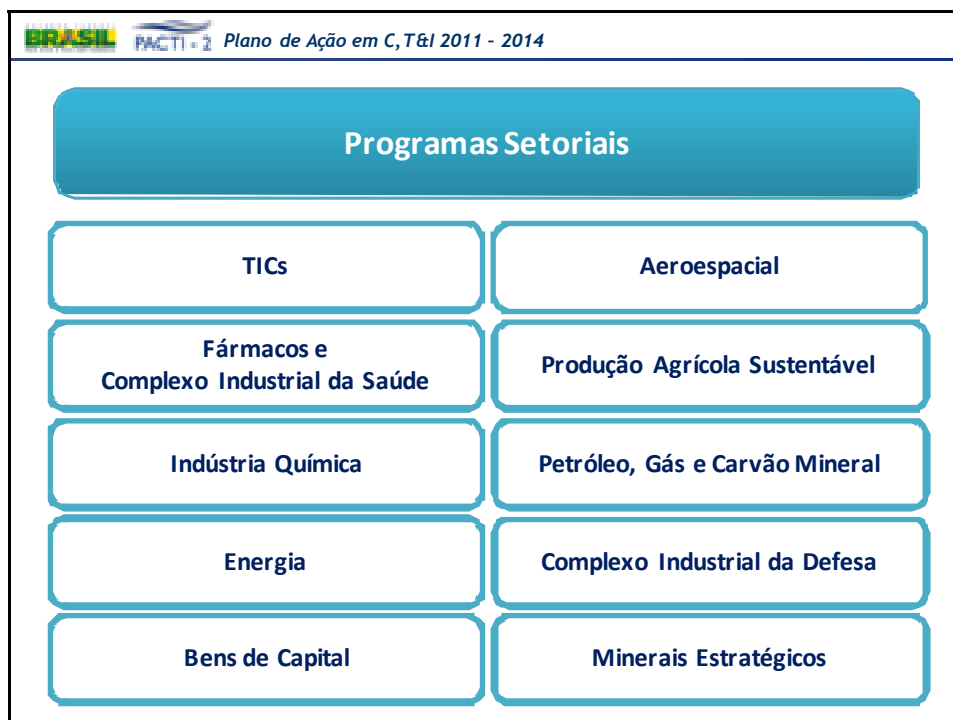 BRASIL PACTI - 2 Plano de Ação em C,T&I 2011 - 2014
Programas Setoriais
TICs
Aeroespacial
Fármacos e
Complexo Industrial da Saúde
Produção Agrícola Sustentável
Indústria Química
Petróleo, Gás e Carvão Mineral
Energia
Complexo Industrial da Defesa
Bens de Capital
Minerais Estratégicos